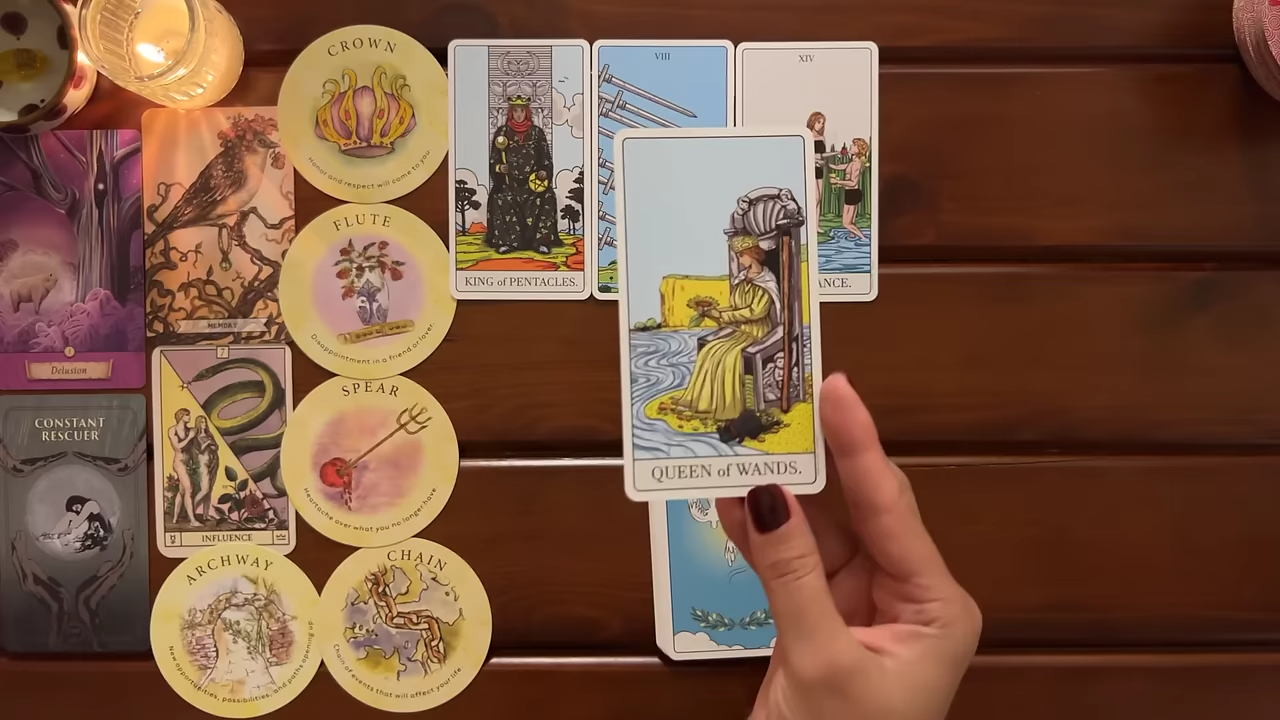 CROWN
Honor and respect will come to you.
KING of PENTACLES.
VIII
XIV
ANCE.
FLUTE
Disappointment in a friend or lover.
MEMORY
1
Delusion
7
INFLUENCE
CONSTANT
RESCUER
SPEAR
Heartache over what you no longer have.
QUEEN of WANDS.
ARCHWAY
New opportunities, possibilities, and paths opening up.
CHAIN
Chain of events that will affect your life.